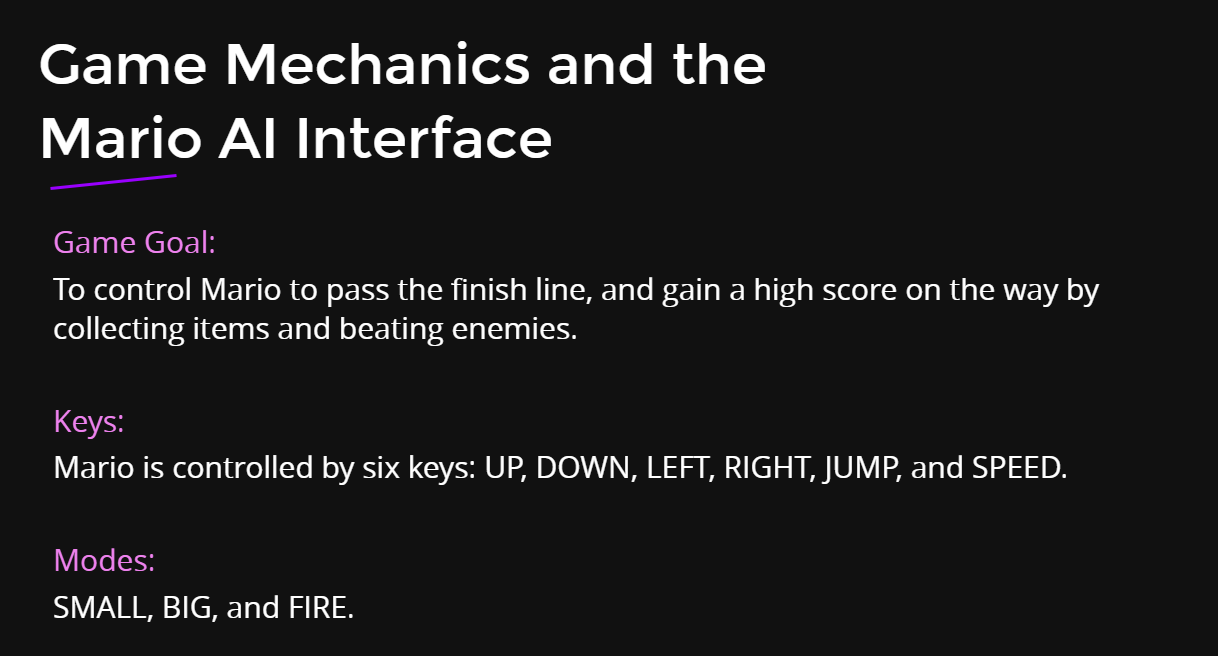 Game Mechanics and the
Mario AI Interface
Game Goal:
To control Mario to pass the finish line, and gain a high score on the way by
collecting items and beating enemies.
Keys:
Mario is controlled by six keys: UP, DOWN, LEFT, RIGHT, JUMP, and SPEED.
Modes:
SMALL, BIG, and FIRE.